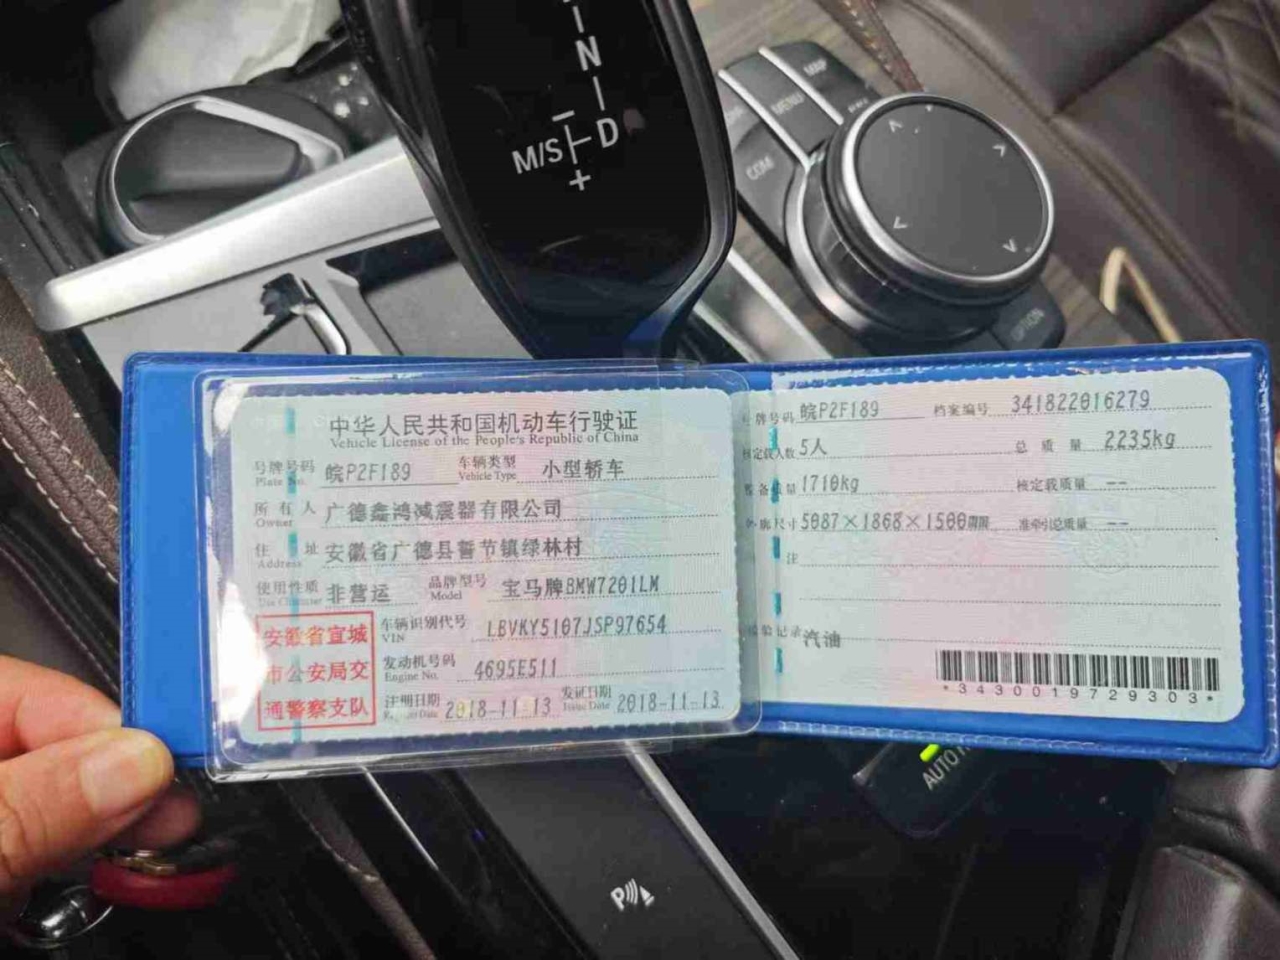 N
M/S
D
+
MAP
MENU
COM
OPTION
中华人民共和国机动车行驶证
Vehicle License of the People's Republic of China
号牌号码 皖P2F189 车辆类型 小型轿车
Plate No. Vehicle Type
所有人 广德鑫鸿减震器有限公司
Owner
住址 安徽省广德县誓节镇绿林村
Address
使用性质 非营运 品牌型号 宝马牌BMW7201LM
Use Character Model
安徽省宣城
市公安局交
通警察支队
车辆识别代号 LBVKY5107JSP97654
VIN
发动机号码 4695E511
Engine No.
注册日期 2018-11-13 发证日期 2018-11-13
Register Date Issue Date
号牌号码 皖P2F189 档案编号 341822016279
核定载人数 5人 总质量 2235kg
整备质量 1710kg 核定载质量 --
外廓尺寸 5087×1868×1500mm 准牵引总质量 --
注
检验记录 汽油
*3430019729303*
AUTO H
P